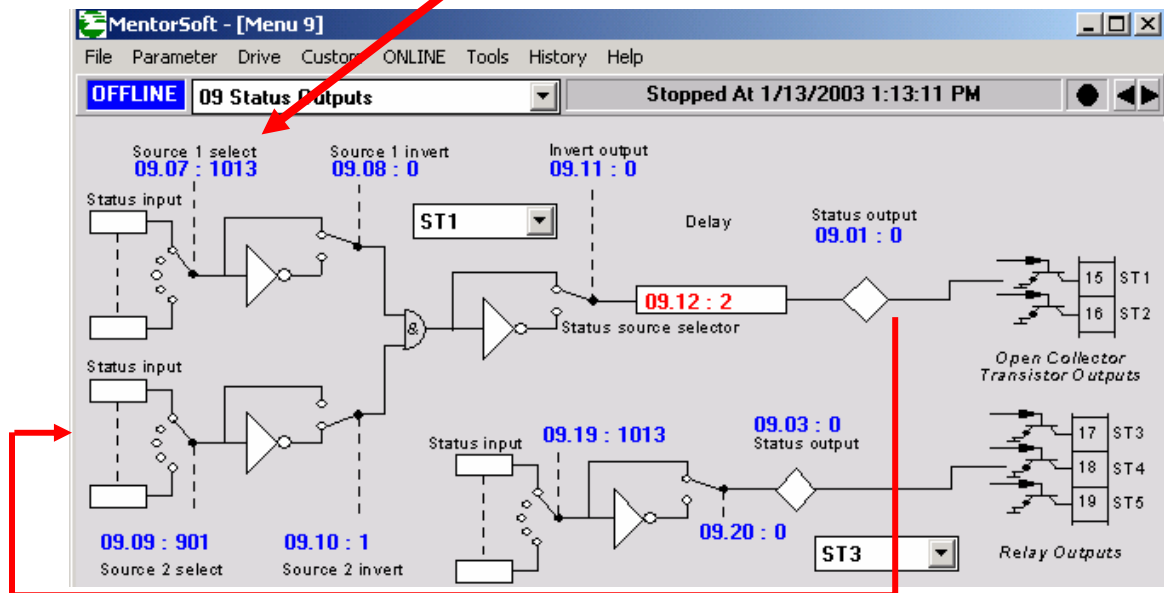 MentorSoft - [Menu 9]
File Parameter Drive Custom ONLINE Tools History Help
OFFLINE 09 Status Outputs Stopped At 1/13/2003 1:13:11 PM
Source 1 select
09.07 : 1013
Source 1 invert
09.08 : 0
Invert output
09.11 : 0
Status input
ST1
Delay
Status output
09.01 : 0
15 ST1
16 ST2
&
09.12 : 2
Status source selector
Open Collector
Transistor Outputs
Status input
Status input
09.19 : 1013
09.03 : 0
Status output
17 ST3
18 ST4
19 ST5
09.20 : 0
09.09 : 901
Source 2 select
09.10 : 1
Source 2 invert
ST3
Relay Outputs